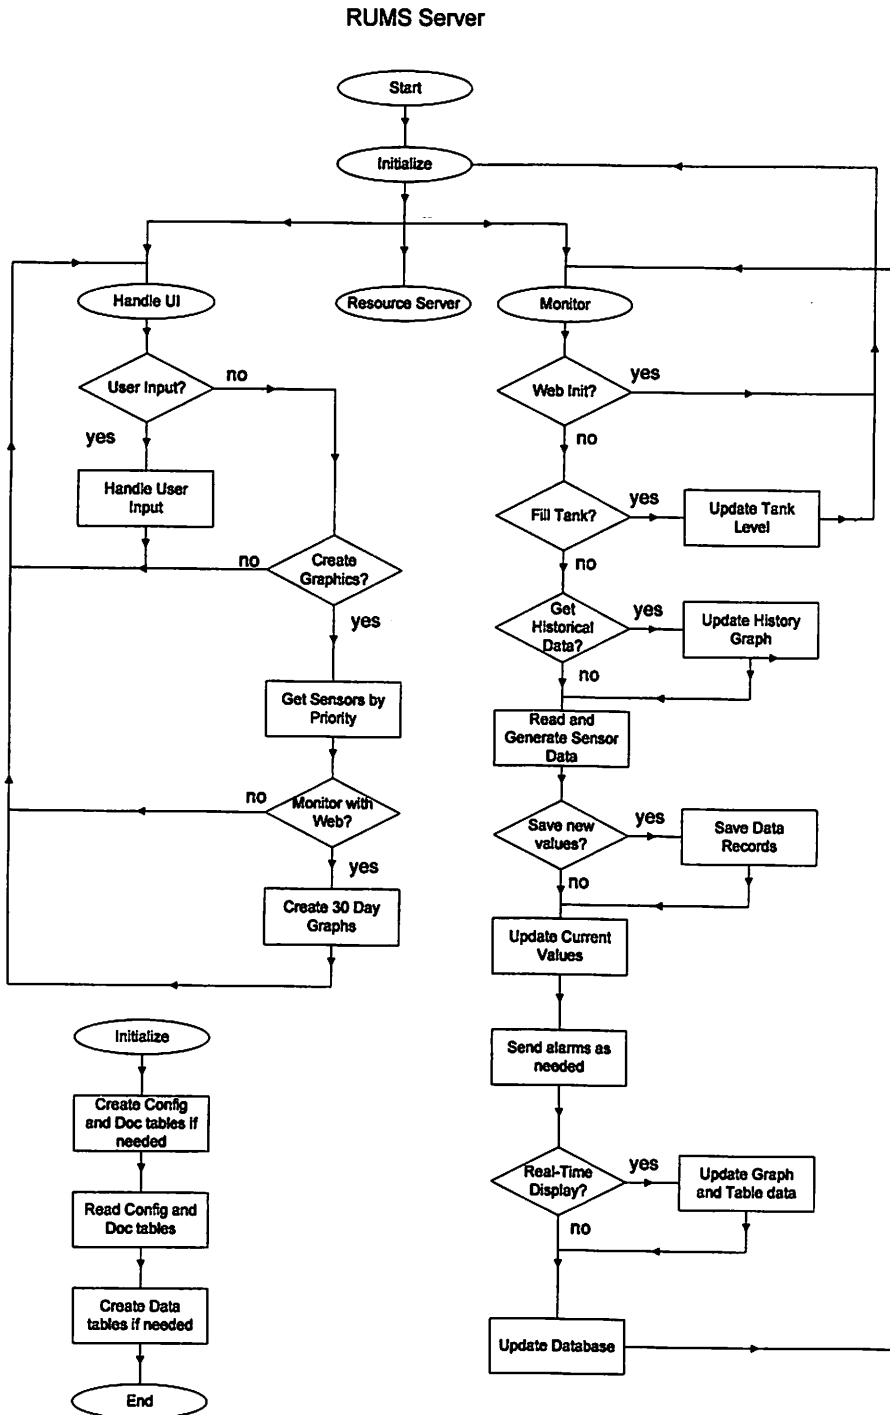 RUMS Server
Start
Initialize
Handle UI
Resource Server
Monitor
User Input?
no
yes
Handle User
Input
no
Create
Graphics?
yes
Get Sensors by
Priority
no
Monitor with
Web?
yes
Create 30 Day
Graphs
Web Init?
yes
no
Fill Tank?
yes
Update Tank
Level
no
Get
Historical
Data?
yes
Update History
Graph
no
Read and
Generate Sensor
Data
Save new
values?
yes
Save Data
Records
no
Update Current
Values
Send alarms as
needed
Real-Time
Display?
yes
Update Graph
and Table data
no
Update Database
Initialize
Create Config
and Doc tables if
needed
Read Config and
Doc tables
Create Data
tables if needed
End